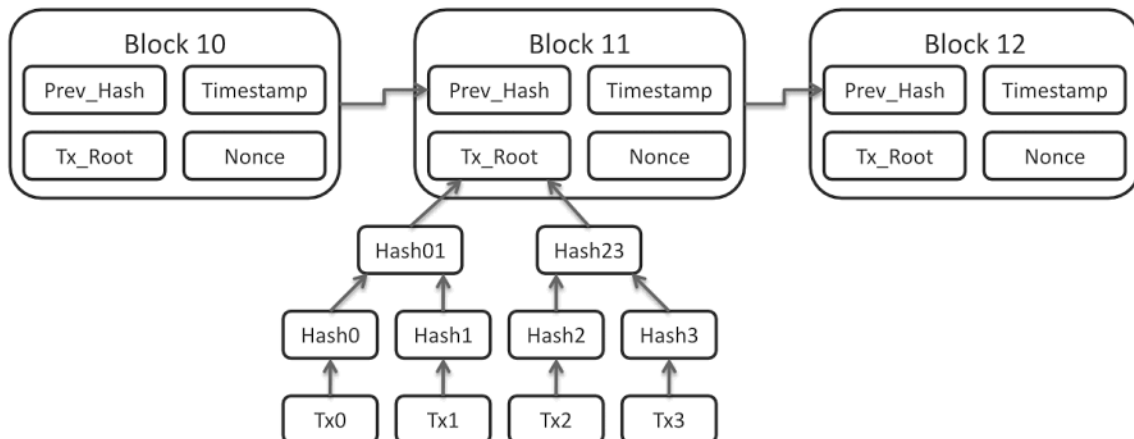 Block 10
Block 11
Block 12
Prev_Hash Timestamp
Prev_Hash Timestamp
Prev_Hash Timestamp
Tx_Root Nonce
Tx_Root Nonce
Tx_Root Nonce
Hash01 Hash23
Hash0 Hash1 Hash2 Hash3
Tx0 Tx1 Tx2 Tx3